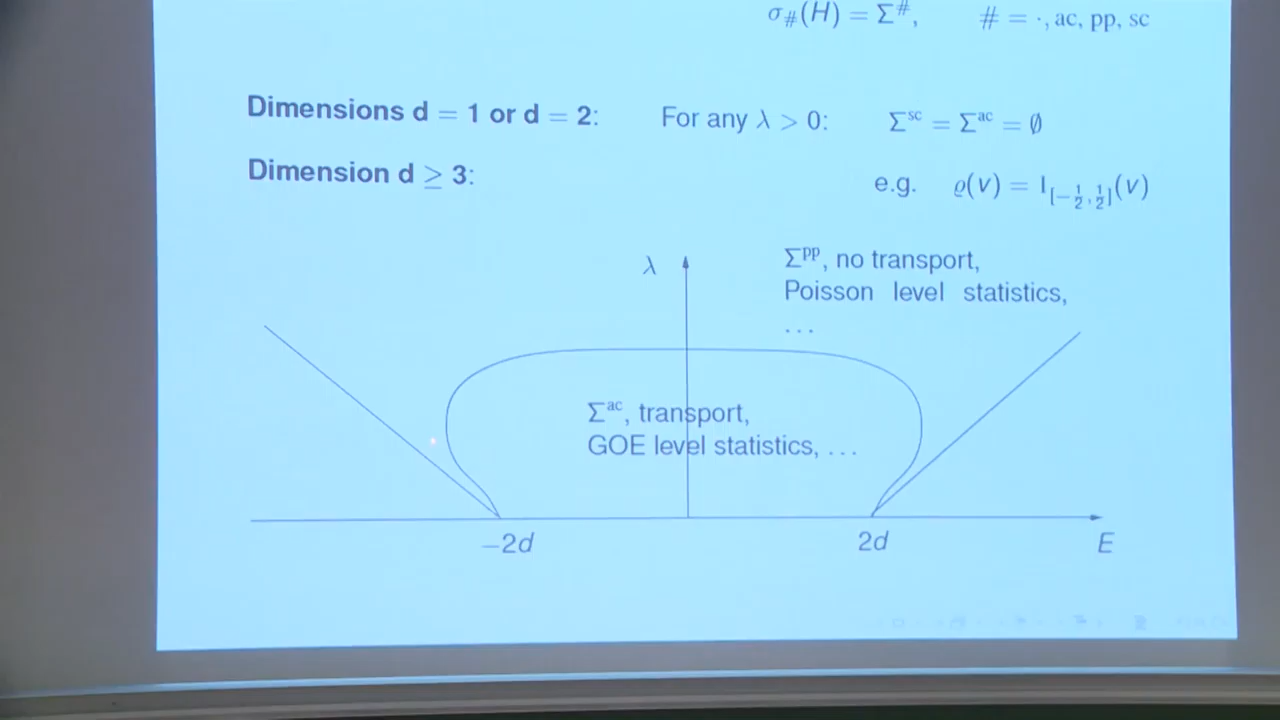 σ_#(H) = Σ^#, # = ·, ac, pp, sc
Dimensions d = 1 or d = 2: For any λ > 0: Σ^sc = Σ^ac = ∅
Dimension d ≥ 3: e.g. ϱ(v) = 1_[−1/2, 1/2](v)
λ
Σ^pp, no transport,
Poisson level statistics,
...
Σ^ac, transport,
GOE level statistics, ...
−2d 2d E